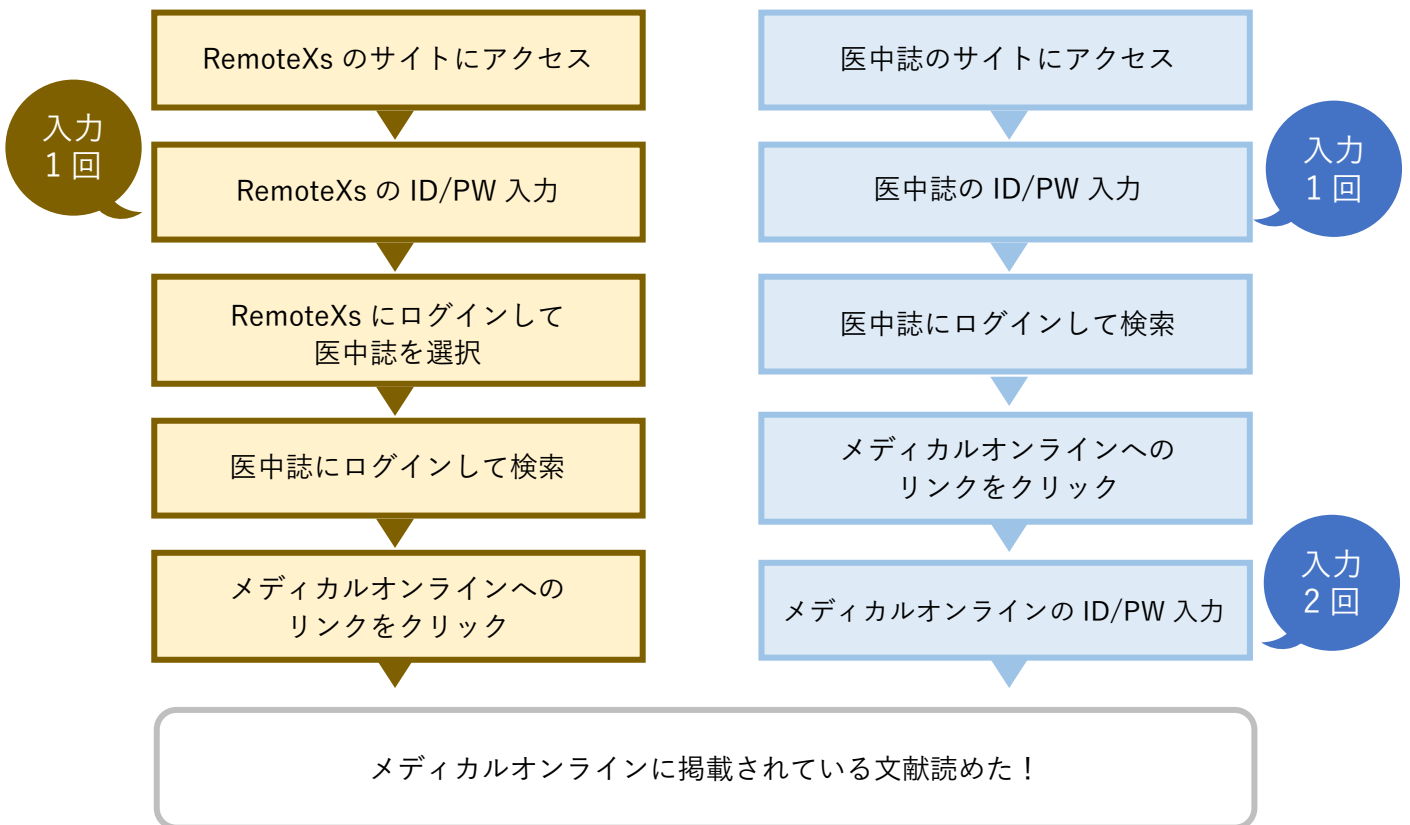 RemoteXs のサイトにアクセス
入力
1 回
RemoteXs の ID/PW 入力
RemoteXs にログインして
医中誌を選択
医中誌にログインして検索
メディカルオンラインへの
リンクをクリック
医中誌のサイトにアクセス
医中誌の ID/PW 入力
入力
1 回
医中誌にログインして検索
メディカルオンラインへの
リンクをクリック
メディカルオンラインの ID/PW 入力
入力
2 回
メディカルオンラインに掲載されている文献読めた！